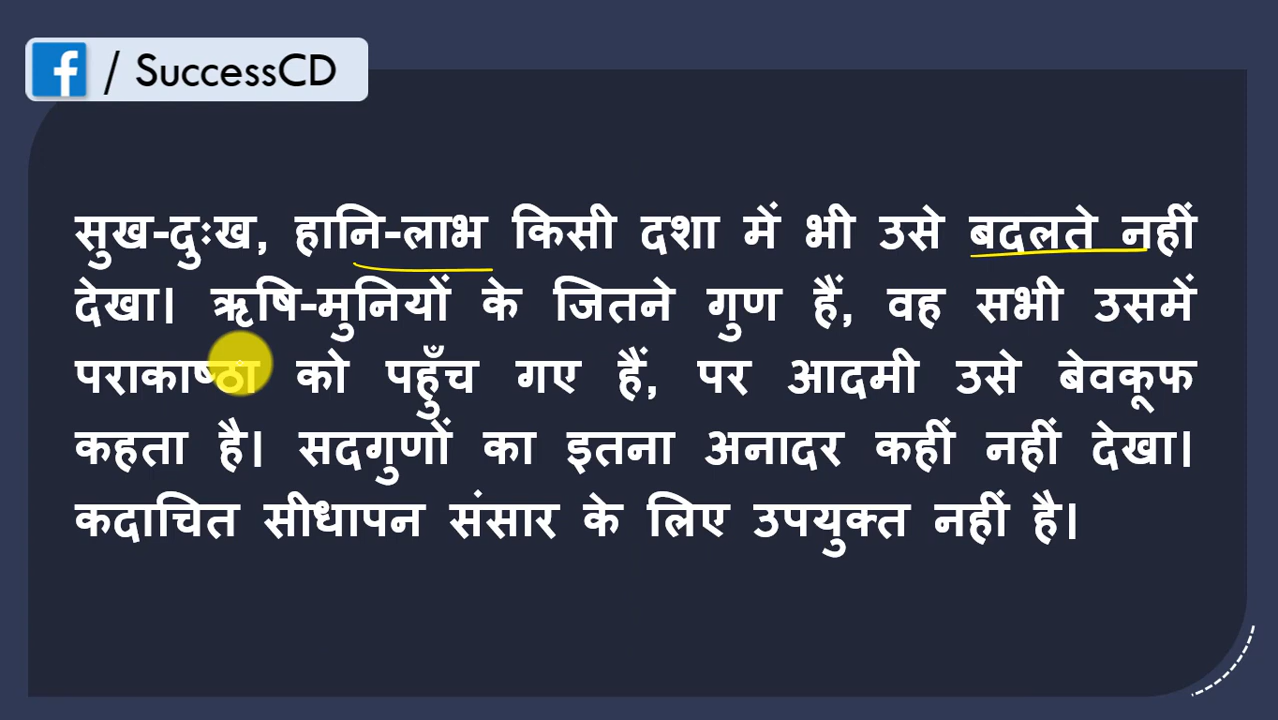 f / SuccessCD
सुख-दुःख, हानि-लाभ किसी दशा में भी उसे बदलते नहीं
देखा। ऋषि-मुनियों के जितने गुण हैं, वह सभी उसमें
पराकाष्ठा को पहुँच गए हैं, पर आदमी उसे बेवकूफ
कहता है। सदगुणों का इतना अनादर कहीं नहीं देखा।
कदाचित सीधापन संसार के लिए उपयुक्त नहीं है।